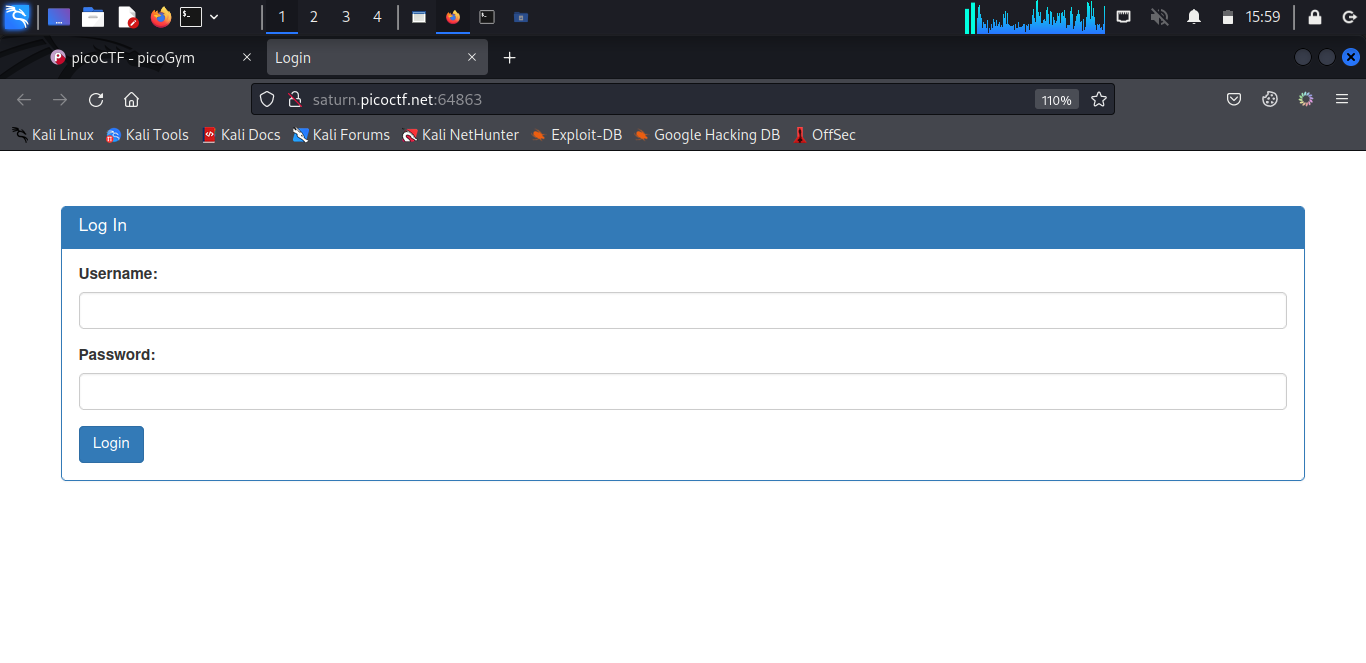 1 2 3 4 15:59
picoCTF - picoGym Login
saturn.picoctf.net:64863 110%
Kali Linux Kali Tools Kali Docs Kali Forums Kali NetHunter Exploit-DB Google Hacking DB OffSec
Log In
Username:
Password:
Login